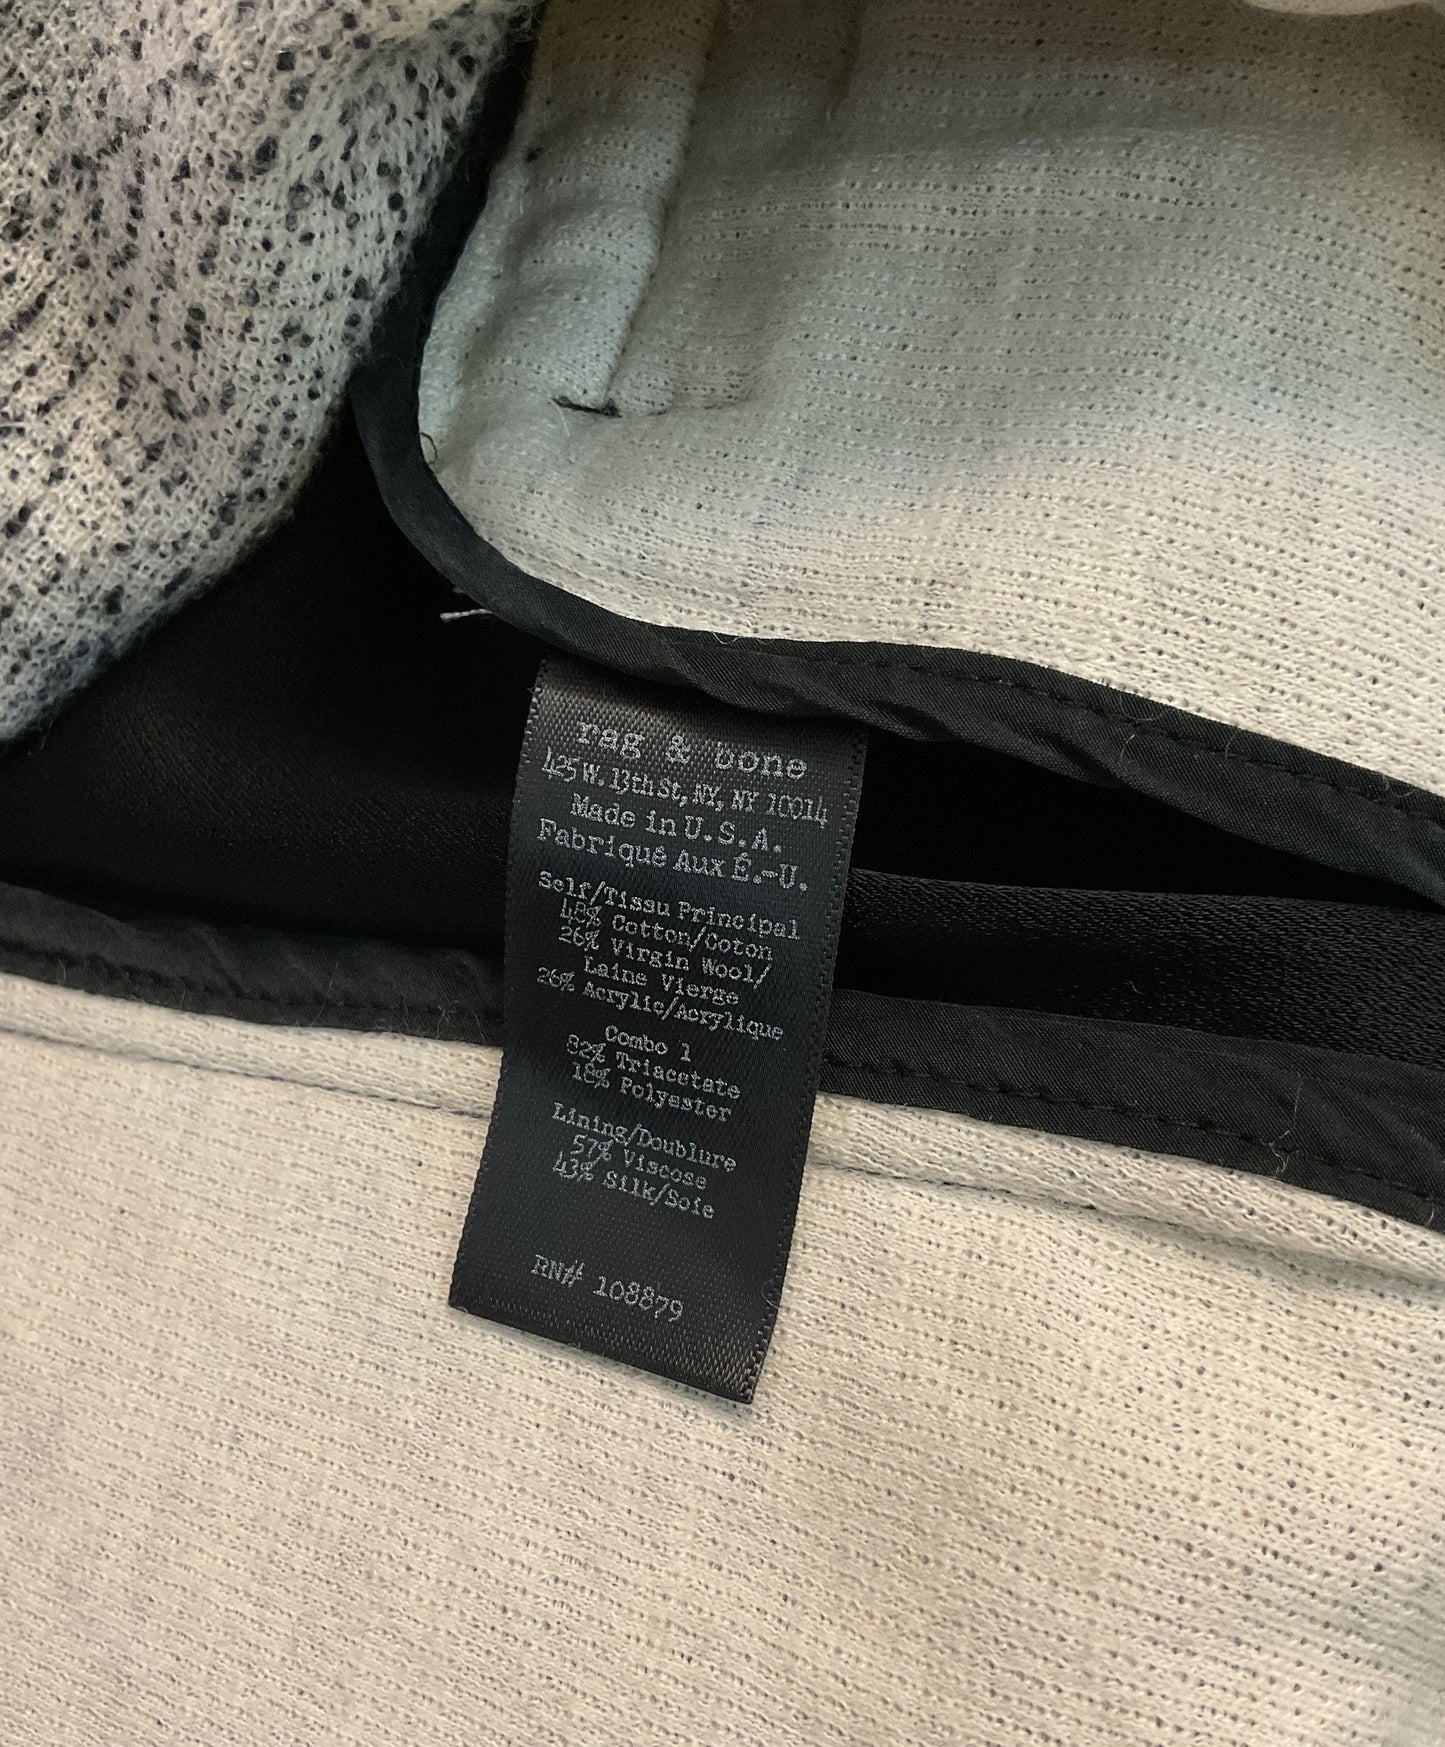 rag & bone
425 W. 13th St, NY, NY 10014
Made in U.S.A.
Fabriqué Aux É.-U.
Self/Tissu Principal
48% Cotton/Coton
26% Virgin Wool/
Laine Vierge
26% Acrylic/Acrylique
Combo 1
82% Triacetate
18% Polyester
Lining/Doublure
57% Viscose
43% Silk/Soie
RN# 108879